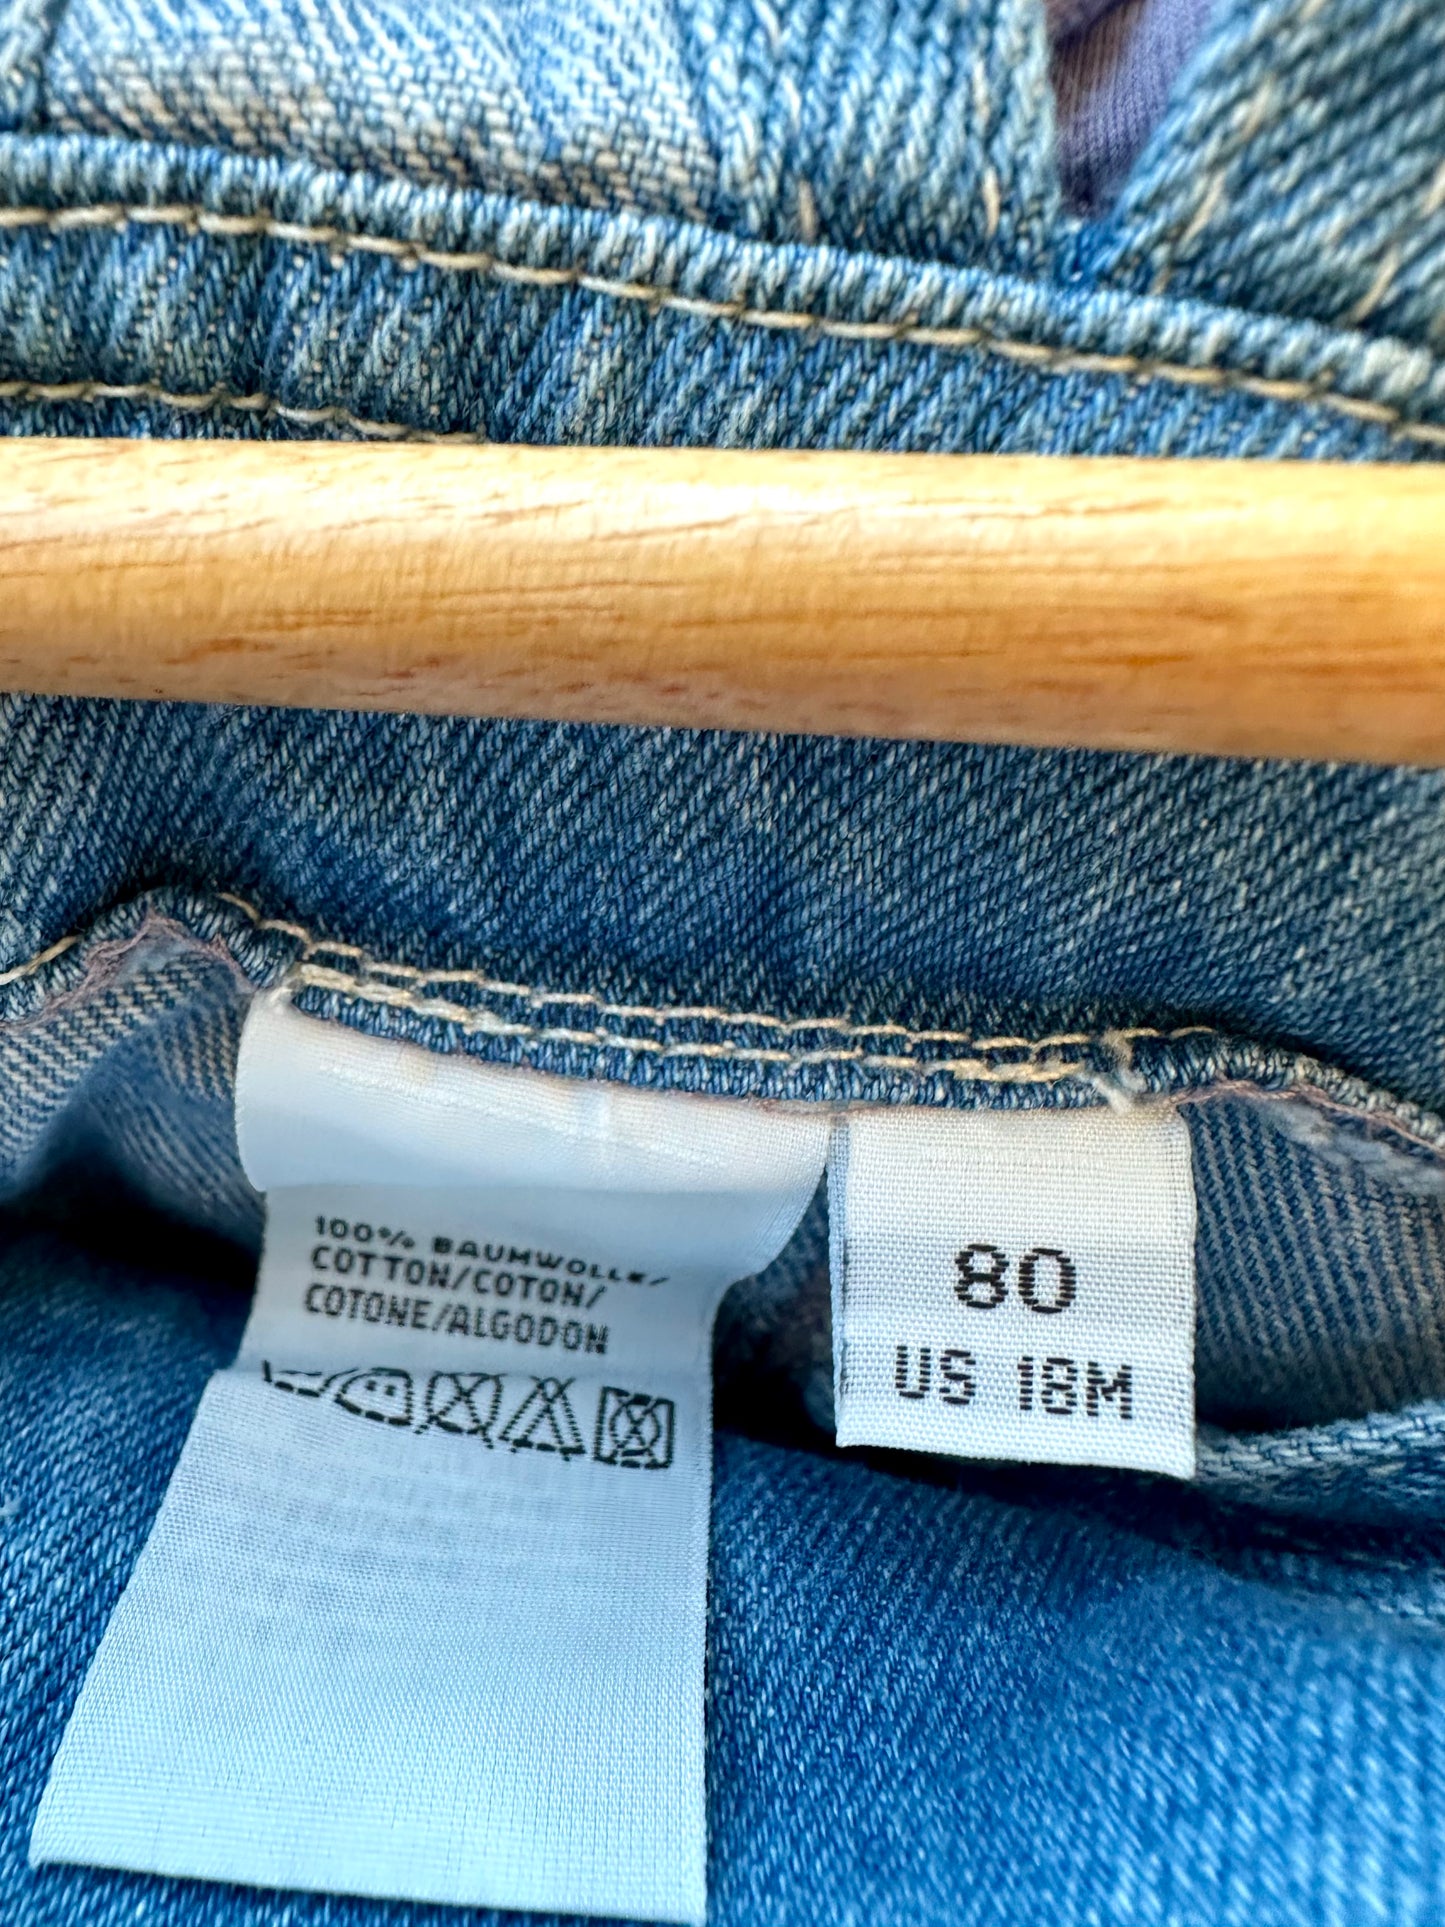 100% BAUMWOLLE/
COTTON/COTON/
COTONE/ALGODON
80
US 18M